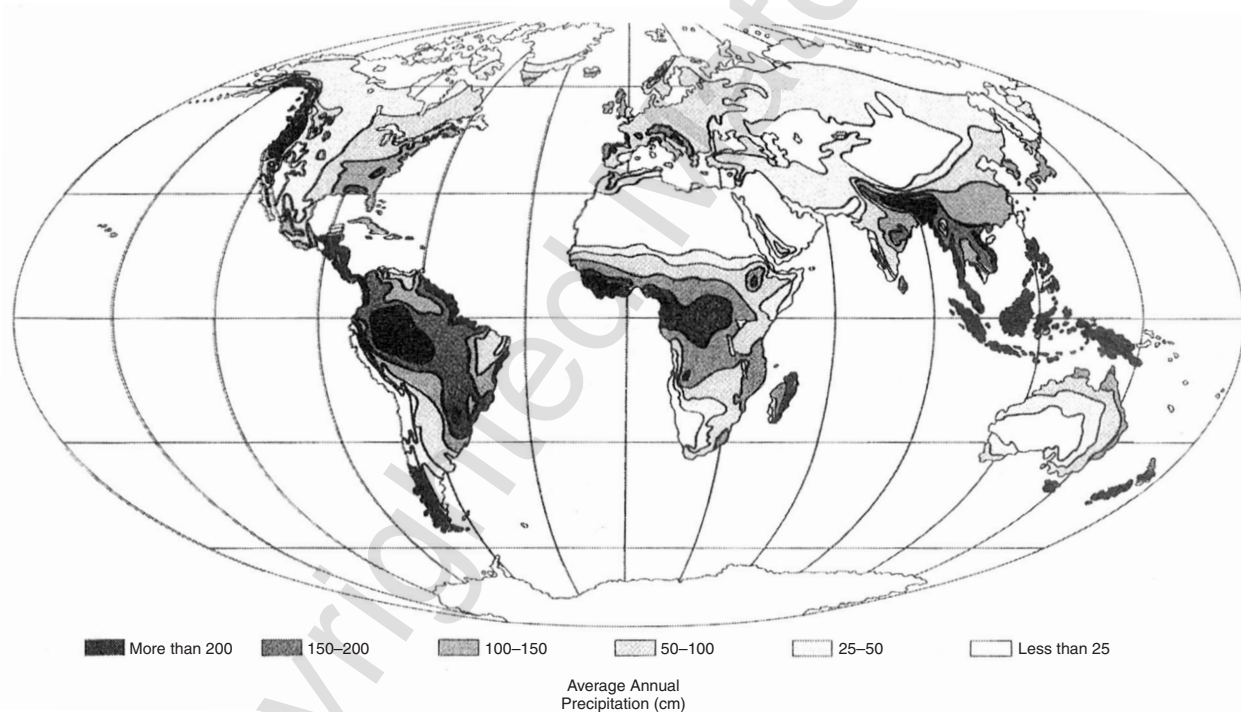 More than 200
150–200
100–150
50–100
25–50
Less than 25
Average Annual
Precipitation (cm)